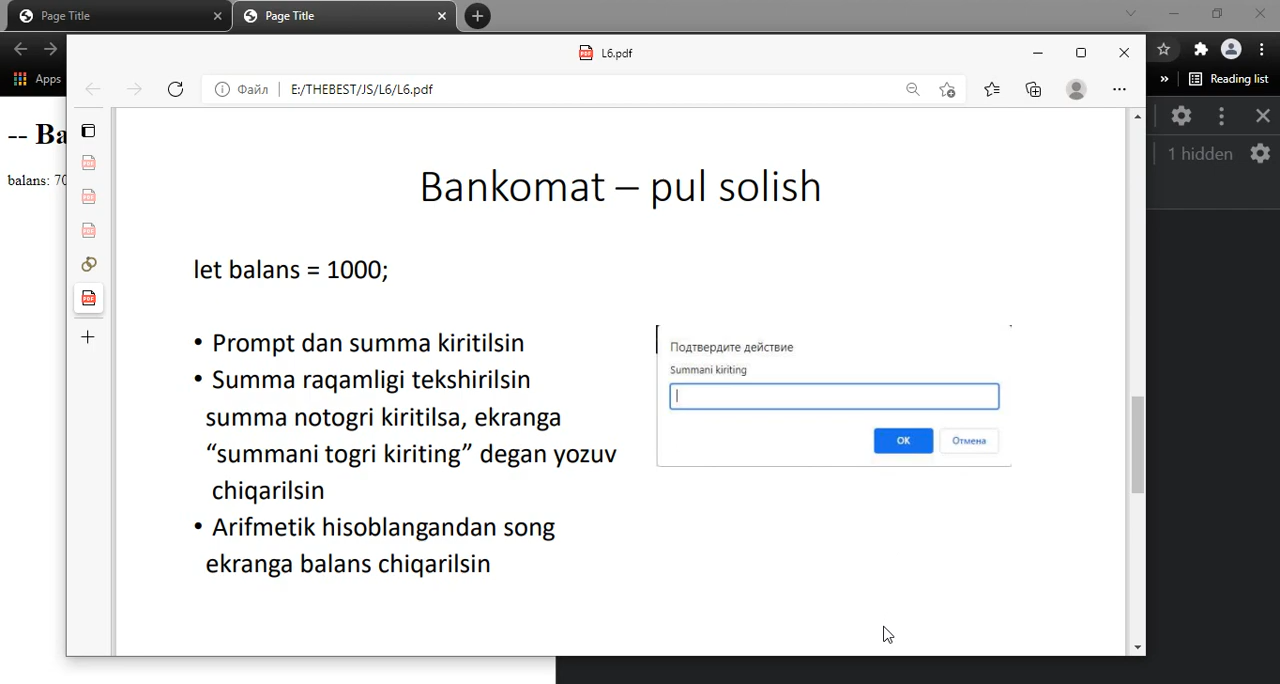 Page Title
Page Title
L6.pdf
Файл
E:/THEBEST/JS/L6/L6.pdf
Apps
»
Reading list
-- Ba
balans: 70
1 hidden
Bankomat – pul solish
let balans = 1000;
• Prompt dan summa kiritilsin
• Summa raqamligi tekshirilsin
summa notogri kiritilsa, ekranga
“summani togri kiriting” degan yozuv
chiqarilsin
• Arifmetik hisoblangandan song
ekranga balans chiqarilsin
Подтвердите действие
Summani kiriting
OK
Отмена